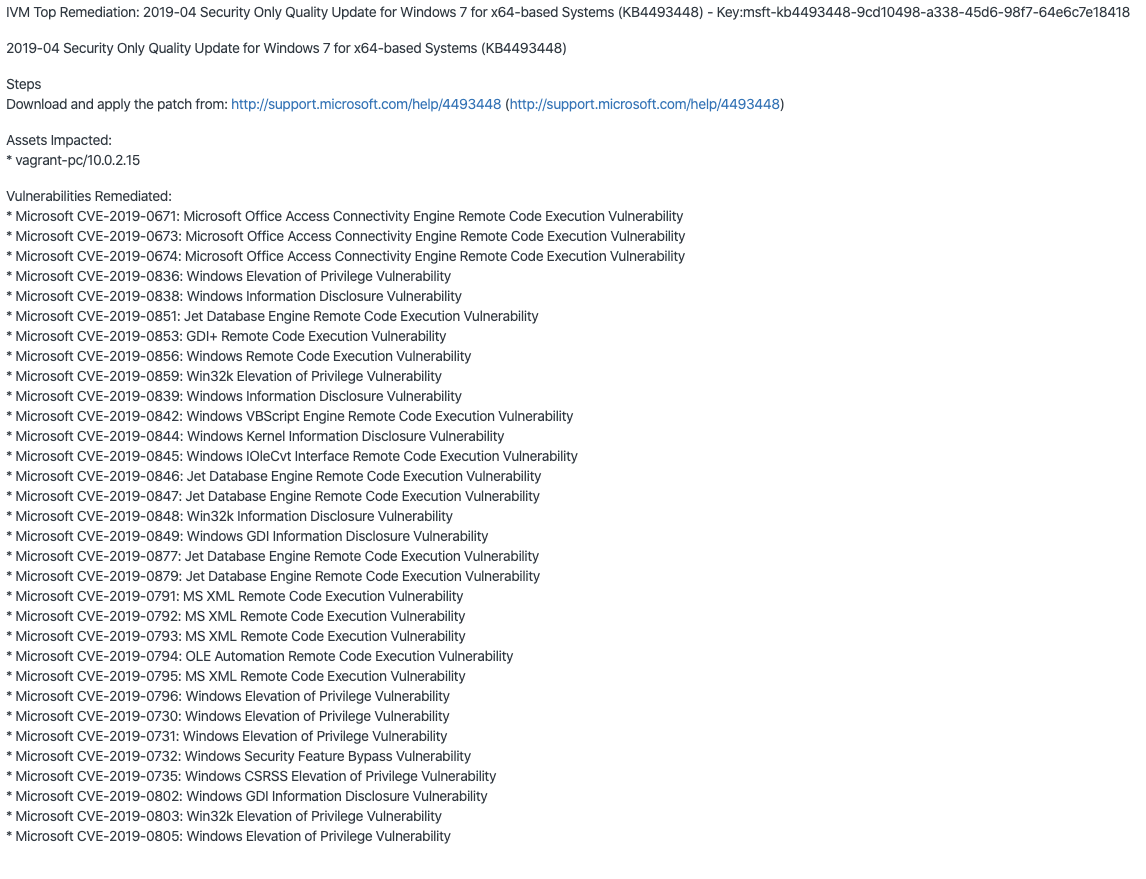 IVM Top Remediation: 2019-04 Security Only Quality Update for Windows 7 for x64-based Systems (KB4493448) - Key:msft-kb4493448-9cd10498-a338-45d6-98f7-64e6c7e18418
2019-04 Security Only Quality Update for Windows 7 for x64-based Systems (KB4493448)
Steps
Download and apply the patch from: http://support.microsoft.com/help/4493448 (http://support.microsoft.com/help/4493448)
Assets Impacted:
* vagrant-pc/10.0.2.15
Vulnerabilities Remediated:
* Microsoft CVE-2019-0671: Microsoft Office Access Connectivity Engine Remote Code Execution Vulnerability
* Microsoft CVE-2019-0673: Microsoft Office Access Connectivity Engine Remote Code Execution Vulnerability
* Microsoft CVE-2019-0674: Microsoft Office Access Connectivity Engine Remote Code Execution Vulnerability
* Microsoft CVE-2019-0836: Windows Elevation of Privilege Vulnerability
* Microsoft CVE-2019-0838: Windows Information Disclosure Vulnerability
* Microsoft CVE-2019-0851: Jet Database Engine Remote Code Execution Vulnerability
* Microsoft CVE-2019-0853: GDI+ Remote Code Execution Vulnerability
* Microsoft CVE-2019-0856: Windows Remote Code Execution Vulnerability
* Microsoft CVE-2019-0859: Win32k Elevation of Privilege Vulnerability
* Microsoft CVE-2019-0839: Windows Information Disclosure Vulnerability
* Microsoft CVE-2019-0842: Windows VBScript Engine Remote Code Execution Vulnerability
* Microsoft CVE-2019-0844: Windows Kernel Information Disclosure Vulnerability
* Microsoft CVE-2019-0845: Windows IOleCvt Interface Remote Code Execution Vulnerability
* Microsoft CVE-2019-0846: Jet Database Engine Remote Code Execution Vulnerability
* Microsoft CVE-2019-0847: Jet Database Engine Remote Code Execution Vulnerability
* Microsoft CVE-2019-0848: Win32k Information Disclosure Vulnerability
* Microsoft CVE-2019-0849: Windows GDI Information Disclosure Vulnerability
* Microsoft CVE-2019-0877: Jet Database Engine Remote Code Execution Vulnerability
* Microsoft CVE-2019-0879: Jet Database Engine Remote Code Execution Vulnerability
* Microsoft CVE-2019-0791: MS XML Remote Code Execution Vulnerability
* Microsoft CVE-2019-0792: MS XML Remote Code Execution Vulnerability
* Microsoft CVE-2019-0793: MS XML Remote Code Execution Vulnerability
* Microsoft CVE-2019-0794: OLE Automation Remote Code Execution Vulnerability
* Microsoft CVE-2019-0795: MS XML Remote Code Execution Vulnerability
* Microsoft CVE-2019-0796: Windows Elevation of Privilege Vulnerability
* Microsoft CVE-2019-0730: Windows Elevation of Privilege Vulnerability
* Microsoft CVE-2019-0731: Windows Elevation of Privilege Vulnerability
* Microsoft CVE-2019-0732: Windows Security Feature Bypass Vulnerability
* Microsoft CVE-2019-0735: Windows CSRSS Elevation of Privilege Vulnerability
* Microsoft CVE-2019-0802: Windows GDI Information Disclosure Vulnerability
* Microsoft CVE-2019-0803: Win32k Elevation of Privilege Vulnerability
* Microsoft CVE-2019-0805: Windows Elevation of Privilege Vulnerability